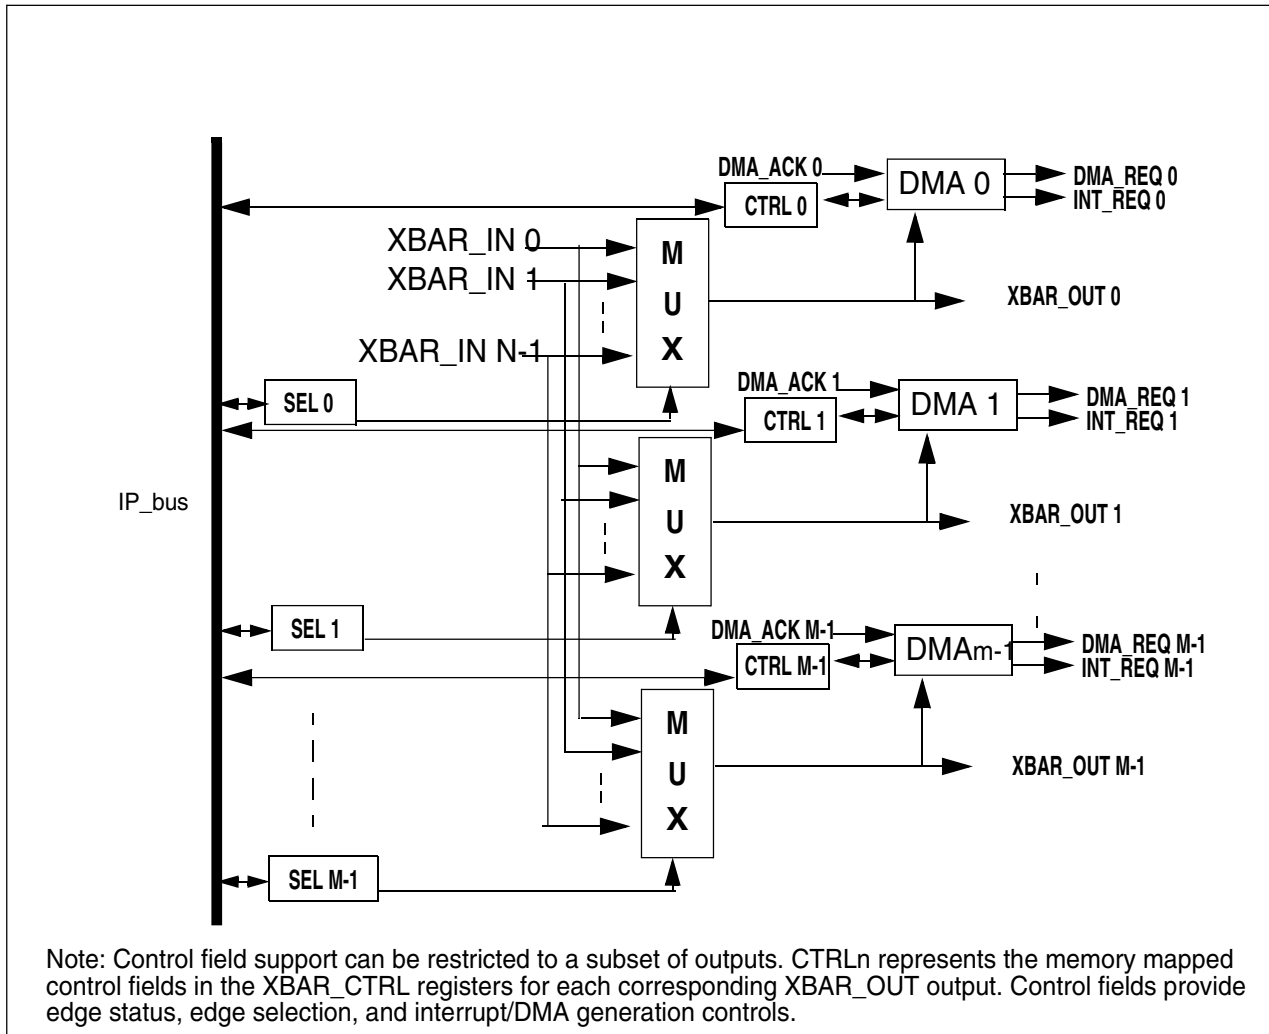 DMA_ACK 0
DMA 0
DMA_REQ 0
CTRL 0
INT_REQ 0
XBAR_IN 0
XBAR_IN 1
XBAR_IN N-1
M
U
X
XBAR_OUT 0
SEL 0
DMA_ACK 1
DMA 1
DMA_REQ 1
CTRL 1
INT_REQ 1
IP_bus
M
U
X
XBAR_OUT 1
SEL 1
DMA_ACK M-1
DMAm-1
DMA_REQ M-1
CTRL M-1
INT_REQ M-1
M
U
X
XBAR_OUT M-1
SEL M-1
Note: Control field support can be restricted to a subset of outputs. CTRLn represents the memory mapped
control fields in the XBAR_CTRL registers for each corresponding XBAR_OUT output. Control fields provide
edge status, edge selection, and interrupt/DMA generation controls.